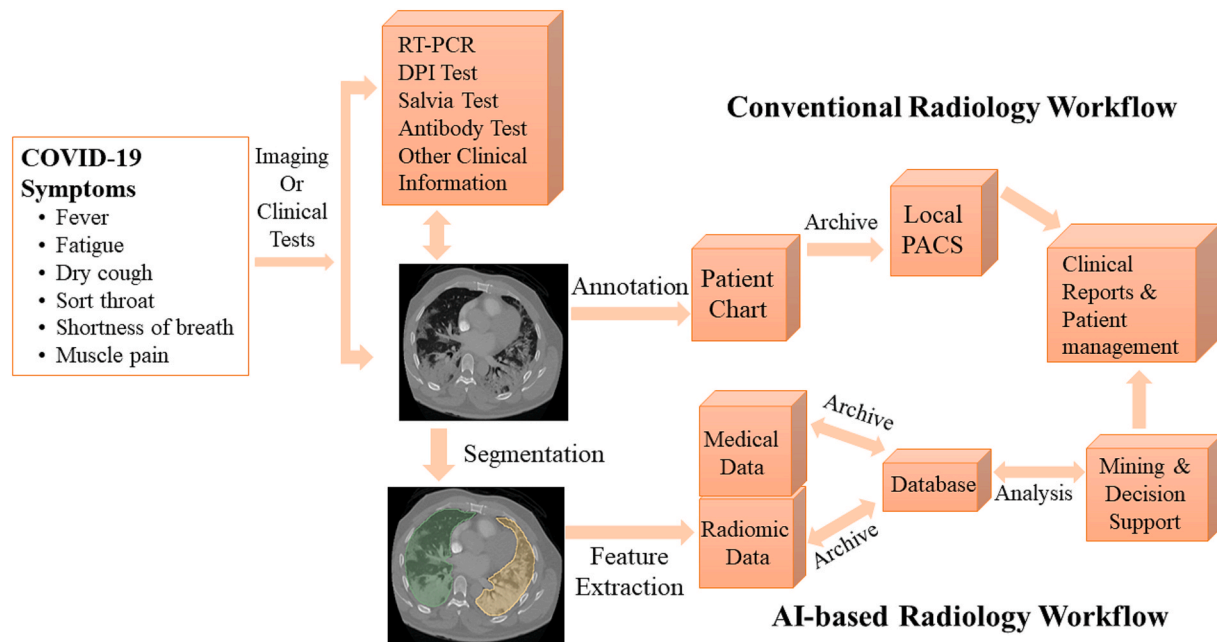 COVID-19
Symptoms
• Fever
• Fatigue
• Dry cough
• Sort throat
• Shortness of breath
• Muscle pain
Imaging
Or
Clinical
Tests
RT-PCR
DPI Test
Salvia Test
Antibody Test
Other Clinical
Information
Conventional Radiology Workflow
Annotation
Patient
Chart
Archive
Local
PACS
Clinical
Reports &
Patient
management
Segmentation
Feature
Extraction
Medical
Data
Radiomic
Data
Archive
Archive
Database
Analysis
Mining &
Decision
Support
AI-based Radiology Workflow